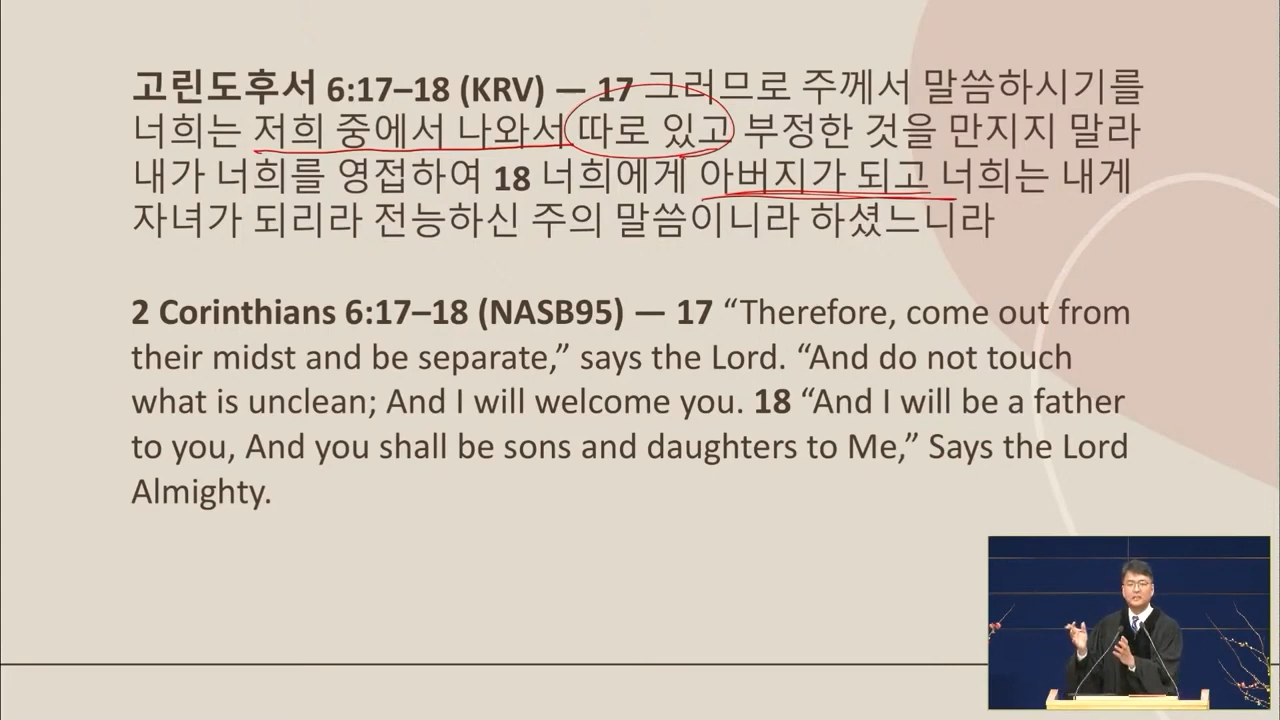 고린도후서 6:17–18 (KRV) — 17 그러므로 주께서 말씀하시기를
너희는 저희 중에서 나와서 따로 있고 부정한 것을 만지지 말라
내가 너희를 영접하여 18 너희에게 아버지가 되고 너희는 내게
자녀가 되리라 전능하신 주의 말씀이니라 하셨느니라
2 Corinthians 6:17–18 (NASB95) — 17 “Therefore, come out from
their midst and be separate,” says the Lord. “And do not touch
what is unclean; And I will welcome you. 18 “And I will be a father
to you, And you shall be sons and daughters to Me,” Says the Lord
Almighty.